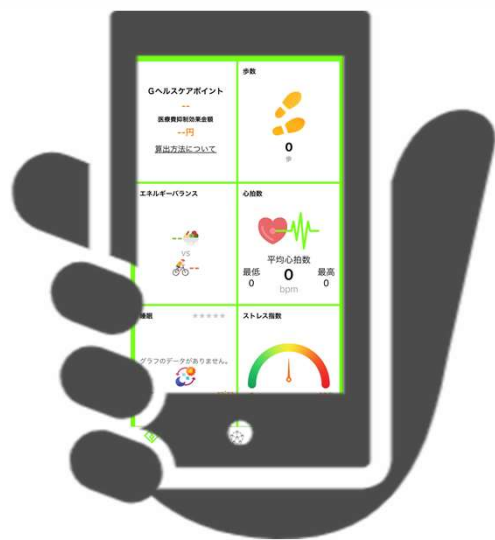 Gヘルスケアポイント
--
医療費抑制効果金額
--円
算出方法について
歩数
0
歩
エネルギーバランス
--
vs
--
心拍数
平均心拍数
最低 0 最高
0 bpm 0
睡眠 ★★★★★
グラフのデータがありません。
ストレス指数